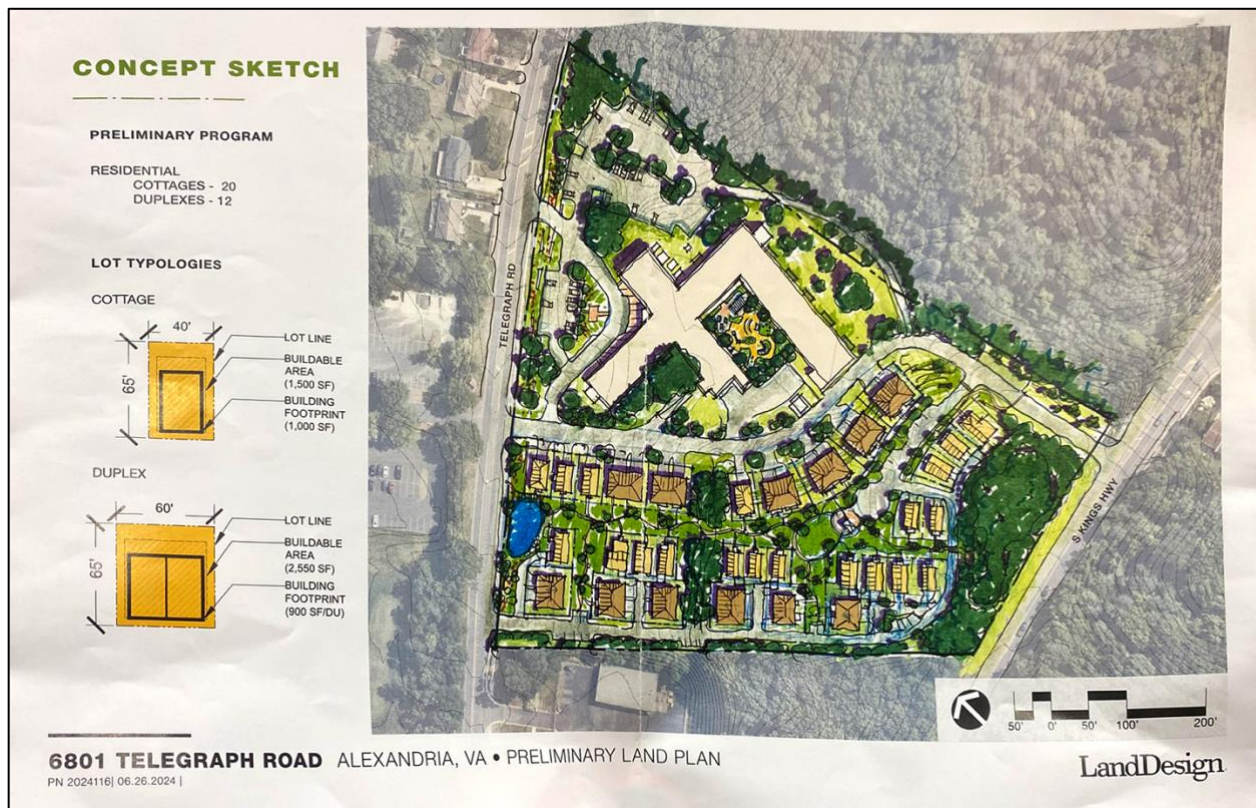 CONCEPT SKETCH
PRELIMINARY PROGRAM
RESIDENTIAL
COTTAGES - 20
DUPLEXES - 12
LOT TYPOLOGIES
COTTAGE
40'
65'
LOT LINE
BUILDABLE
AREA
(1,500 SF)
BUILDING
FOOTPRINT
(1,000 SF)
DUPLEX
60'
65'
LOT LINE
BUILDABLE
AREA
(2,550 SF)
BUILDING
FOOTPRINT
(900 SF/DU)
TELEGRAPH RD
S KINGS HWY
50' 0' 50' 100' 200'
6801 TELEGRAPH ROAD ALEXANDRIA, VA • PRELIMINARY LAND PLAN
PN 2024116| 06.26.2024 |
LandDesign